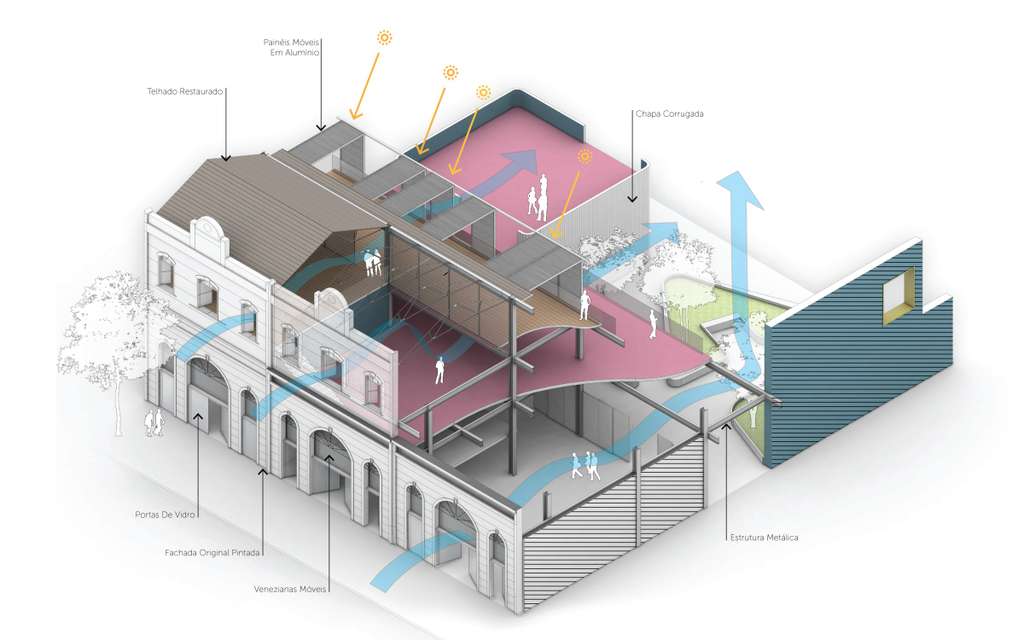 Painéis Móveis
Em Alumínio
Telhado Restaurado
Chapa Corrugada
Portas De Vidro
Estrutura Metálica
Fachada Original Pintada
Venezianas Móveis